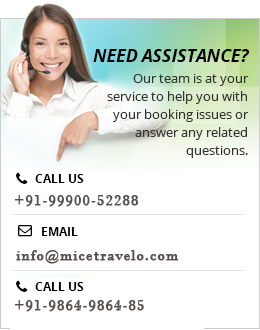 NEED ASSISTANCE?
Our team is at your
service to help you with
your booking issues or
answer any related
questions.
CALL US
+91-99900-52288
EMAIL
info@micetravelo.com
CALL US
+91-9864-9864-85